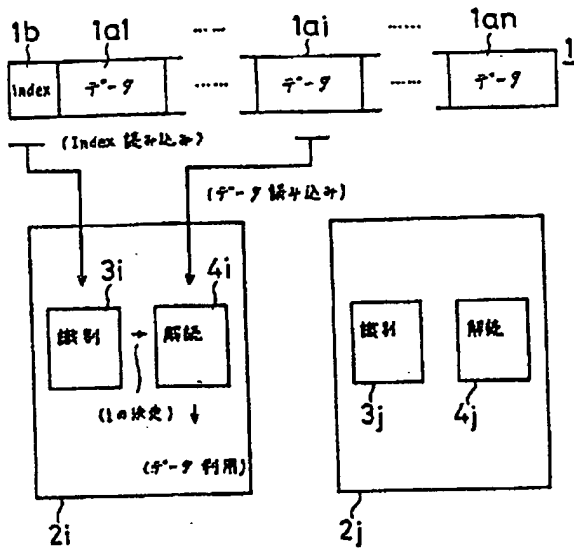 1b 1a1 …… 1ai …… 1an
1
Index データ …… データ …… データ
(Index 読み込み)
(データ読み込み)
3i 4i
識別 解読
(iの決定)
(データ利用)
2i
識別 解読
3j 4j
2j